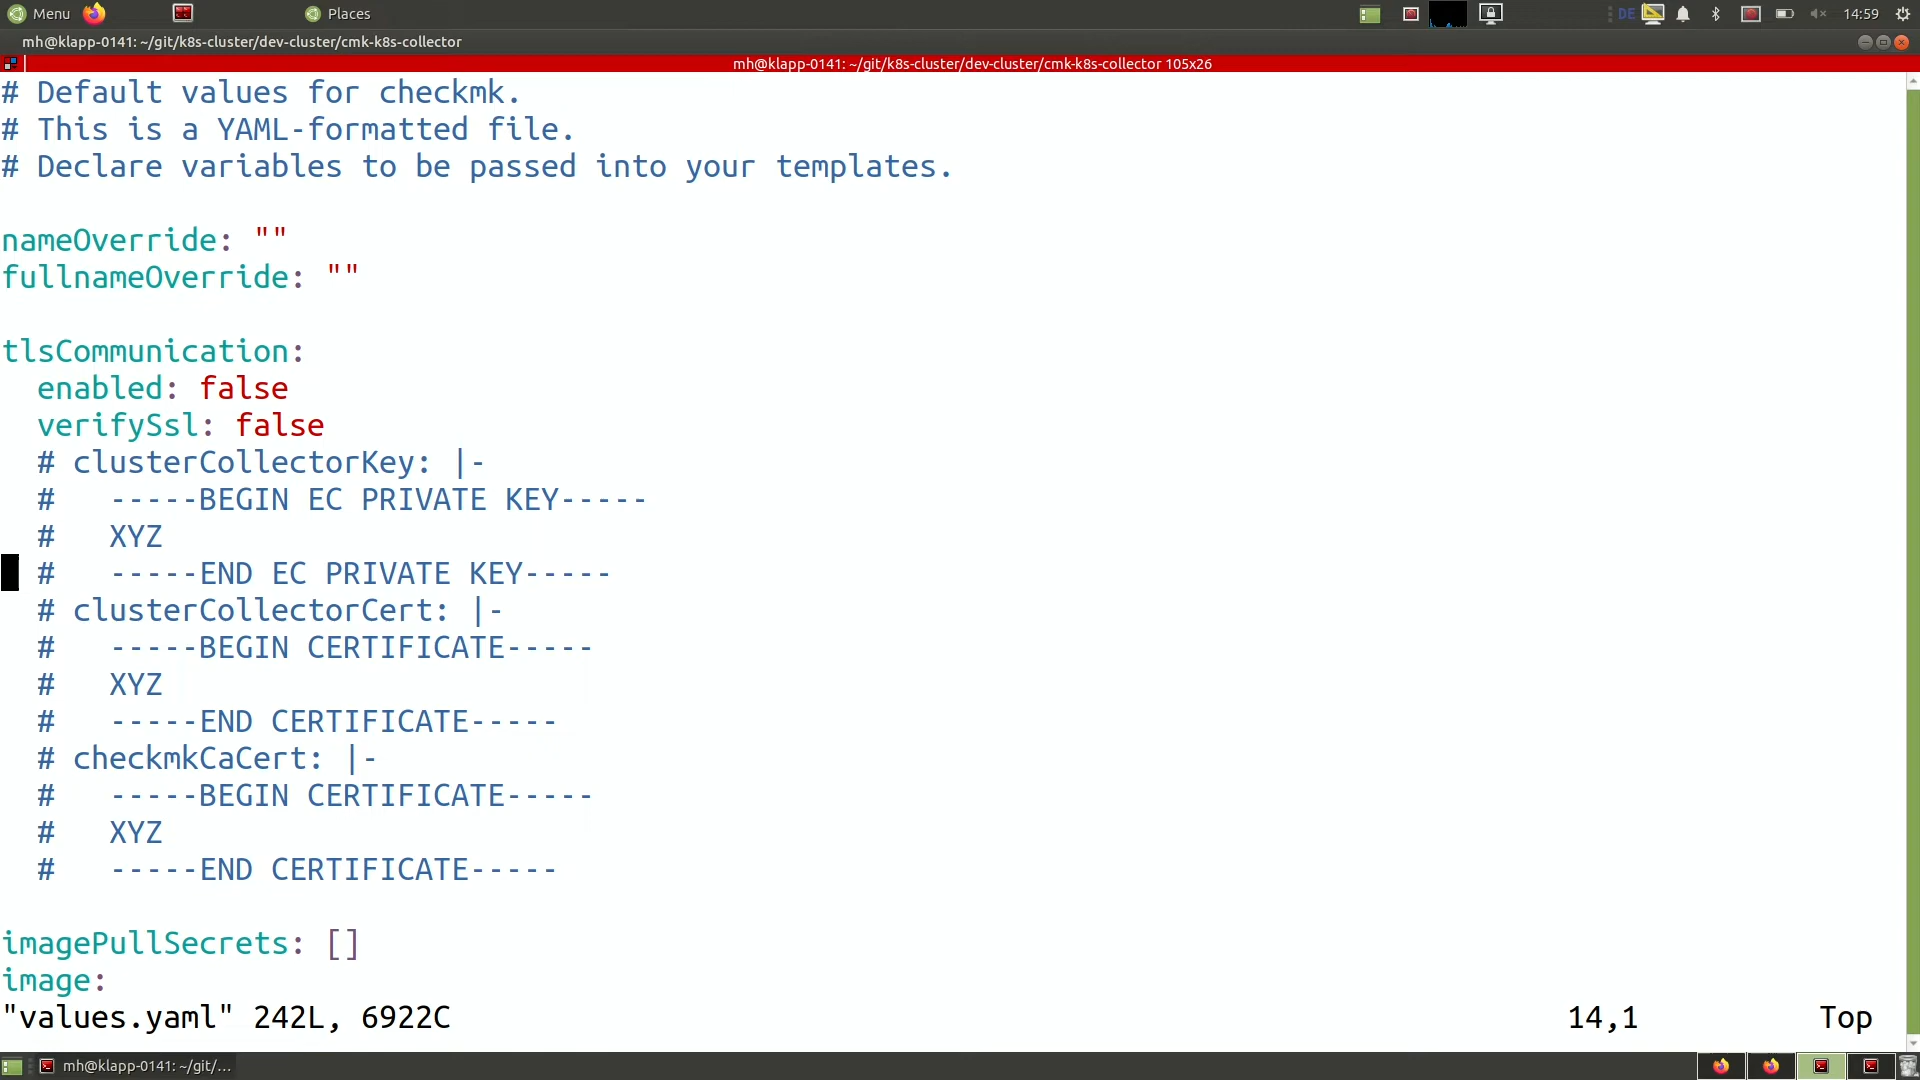 Menu
Places
DE
14:59
mh@klapp-0141: ~/git/k8s-cluster/dev-cluster/cmk-k8s-collector
mh@klapp-0141: ~/git/k8s-cluster/dev-cluster/cmk-k8s-collector 105x26
# Default values for checkmk.
# This is a YAML-formatted file.
# Declare variables to be passed into your templates.
nameOverride: ""
fullnameOverride: ""
tlsCommunication:
  enabled: false
  verifySsl: false
  # clusterCollectorKey: |-
  #   -----BEGIN EC PRIVATE KEY-----
  #   XYZ
  #   -----END EC PRIVATE KEY-----
  # clusterCollectorCert: |-
  #   -----BEGIN CERTIFICATE-----
  #   XYZ
  #   -----END CERTIFICATE-----
  # checkmkCaCert: |-
  #   -----BEGIN CERTIFICATE-----
  #   XYZ
  #   -----END CERTIFICATE-----
imagePullSecrets: []
image:
"values.yaml" 242L, 6922C 14,1 Top
mh@klapp-0141: ~/git/...